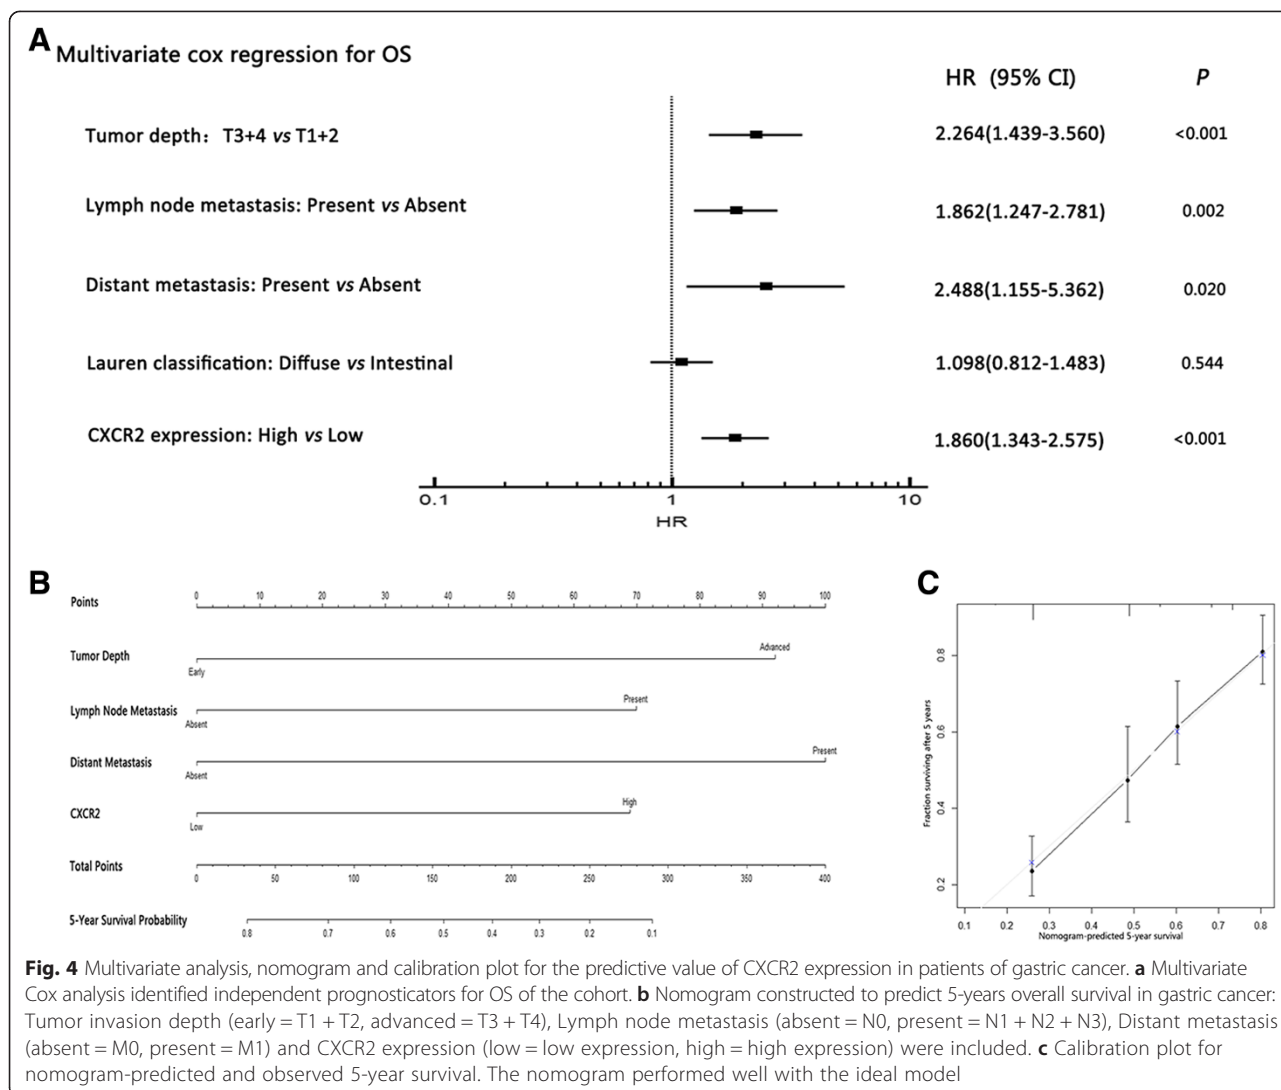 A Multivariate cox regression for OS
HR (95% CI) P
Tumor depth: T3+4 vs T1+2 2.264(1.439-3.560) <0.001
Lymph node metastasis: Present vs Absent 1.862(1.247-2.781) 0.002
Distant metastasis: Present vs Absent 2.488(1.155-5.362) 0.020
Lauren classification: Diffuse vs Intestinal 1.098(0.812-1.483) 0.544
CXCR2 expression: High vs Low 1.860(1.343-2.575) <0.001
0.1 1 10
HR
B
Points 0 10 20 30 40 50 60 70 80 90 100
Tumor Depth Early Advanced
Lymph Node Metastasis Absent Present
Distant Metastasis Absent Present
CXCR2 Low High
Total Points 0 50 100 150 200 250 300 350 400
5-Year Survival Probability 0.8 0.7 0.6 0.5 0.4 0.3 0.2 0.1
C
Fraction surviving after 5 years
0.8
0.6
0.4
0.2
0.1 0.2 0.3 0.4 0.5 0.6 0.7 0.8
Nomogram-predicted 5-year survival
Fig. 4 Multivariate analysis, nomogram and calibration plot for the predictive value of CXCR2 expression in patients of gastric cancer. a Multivariate
Cox analysis identified independent prognosticators for OS of the cohort. b Nomogram constructed to predict 5-years overall survival in gastric cancer:
Tumor invasion depth (early = T1 + T2, advanced = T3 + T4), Lymph node metastasis (absent = N0, present = N1 + N2 + N3), Distant metastasis
(absent = M0, present = M1) and CXCR2 expression (low = low expression, high = high expression) were included. c Calibration plot for
nomogram-predicted and observed 5-year survival. The nomogram performed well with the ideal model